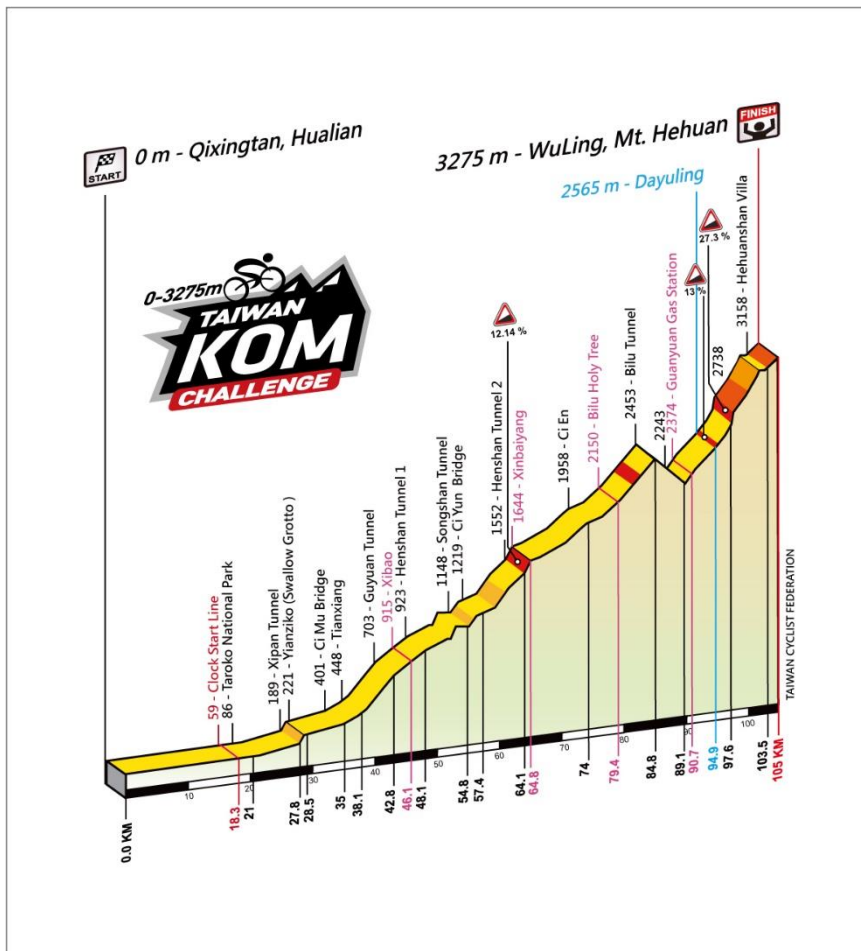 START
0 m - Qixingtan, Hualian
FINISH
3275 m - WuLing, Mt. Hehuan
2565 m - Dayuling
0-3275m
TAIWAN
KOM
CHALLENGE
59 - Clock Start Line
86 - Taroko National Park
189 - Xipan Tunnel
221 - Yianziko (Swallow Grotto )
401 - Ci Mu Bridge
448 - Tianxiang
703 - Guyuan Tunnel
915 - Xibao
923 - Henshan Tunnel 1
1148 - Songshan Tunnel
1219 - Ci Yun Bridge
1552 - Henshan Tunnel 2
12.14 %
1644 - Xinbaiyang
1958 - Ci En
2150 - Bilu Holy Tree
2453 - Bilu Tunnel
2243
2374 - Guanyuan Gas Station
13 %
27.3 %
2738
3158 - Hehuanshan Villa
TAIWAN CYCLIST FEDERATION
10
20
30
40
50
60
70
80
90
100
0.0 KM
18.3
21
27.8
28.5
35
38.1
42.8
46.1
48.1
54.8
57.4
64.1
64.8
74
79.4
84.8
89.1
90.7
94.9
97.6
103.5
105 KM